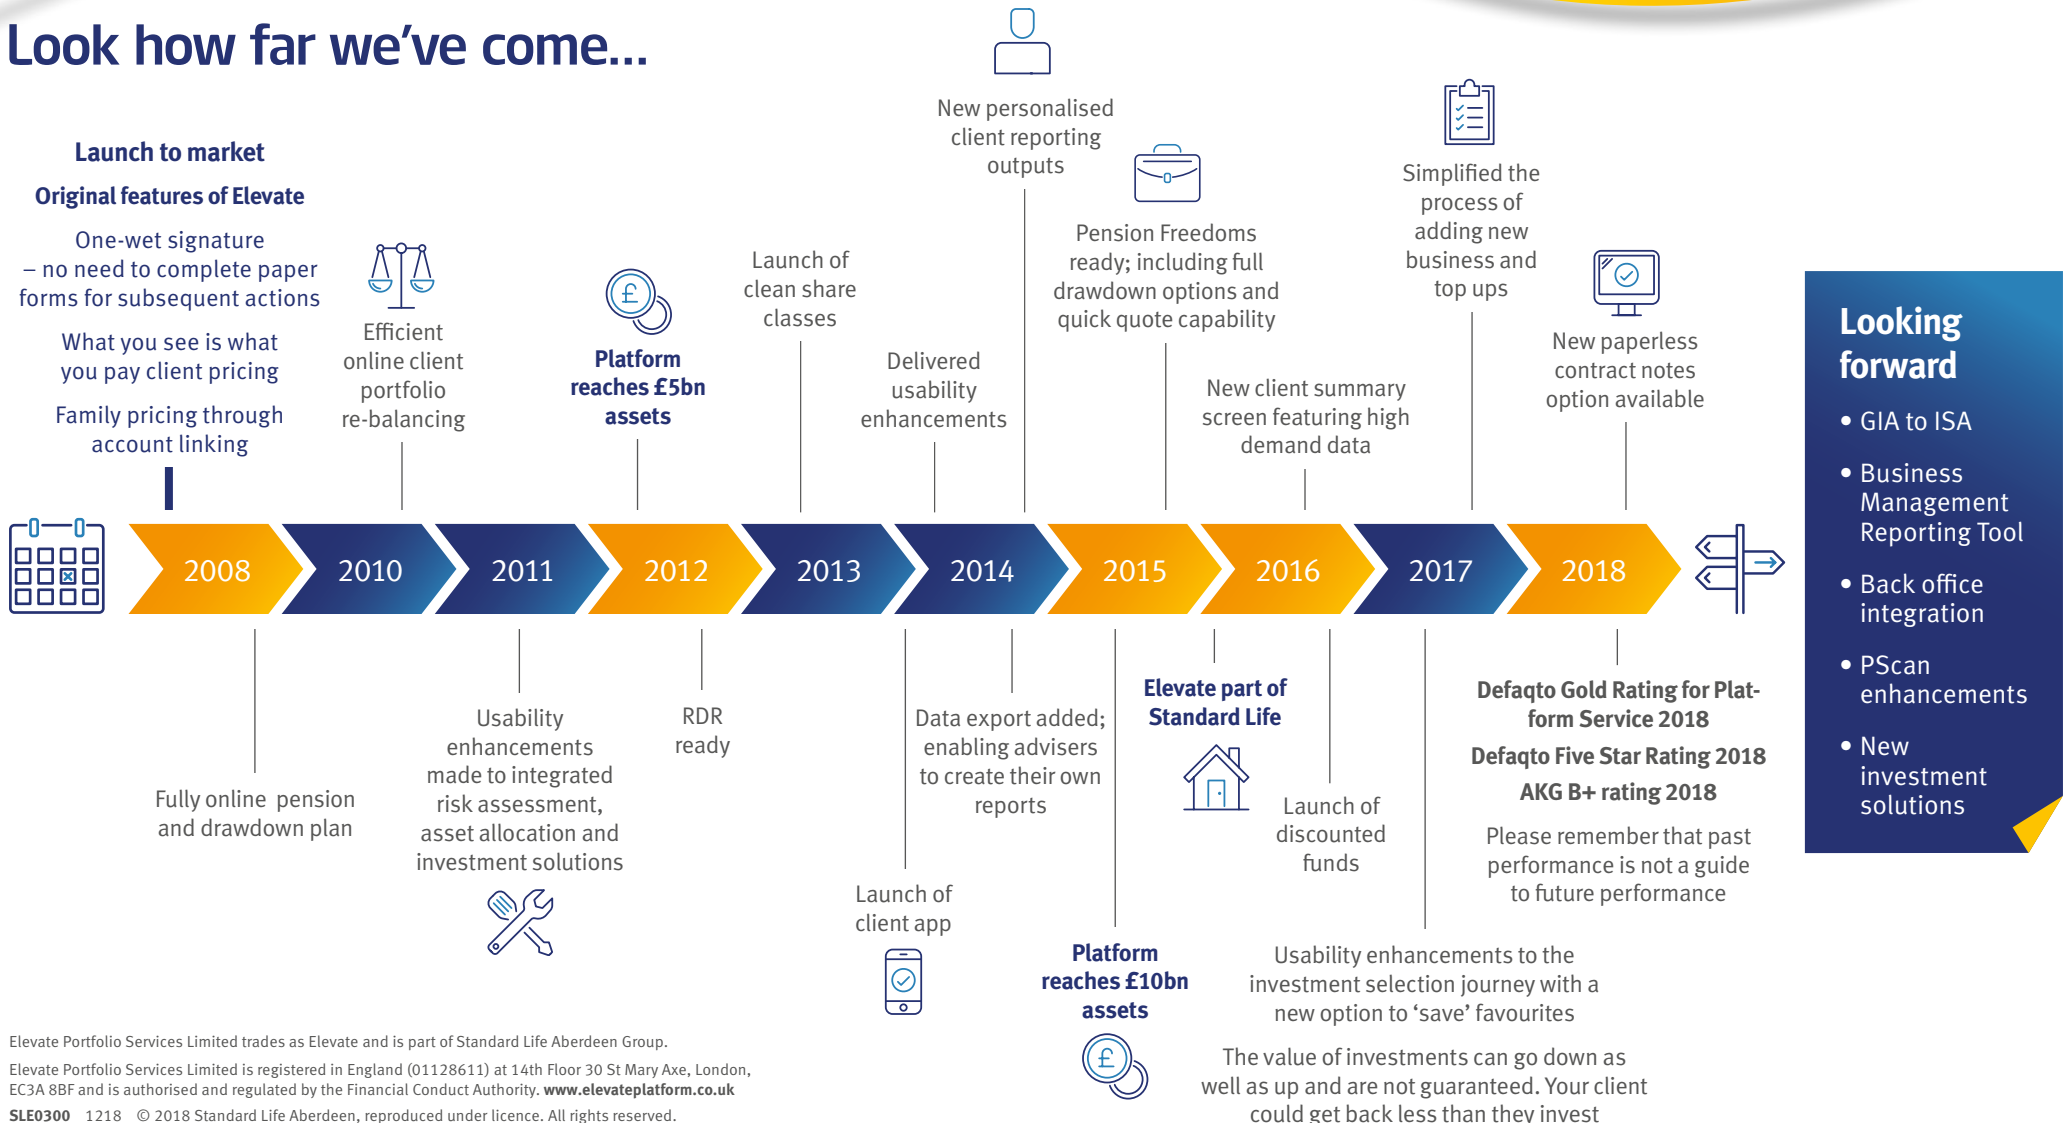 Look how far we've come...
Launch to market
Original features of Elevate
One-wet signature
– no need to complete paper
forms for subsequent actions
What you see is what
you pay client pricing
Family pricing through
account linking
Efficient
online client
portfolio
re-balancing
Platform
reaches £5bn
assets
Launch of
clean share
classes
Delivered
usability
enhancements
New personalised
client reporting
outputs
Pension Freedoms
ready; including full
drawdown options and
quick quote capability
New client summary
screen featuring high
demand data
Simplified the
process of
adding new
business and
top ups
New paperless
contract notes
option available
2008
2010
2011
2012
2013
2014
2015
2016
2017
2018
Fully online pension
and drawdown plan
Usability
enhancements
made to integrated
risk assessment,
asset allocation and
investment solutions
RDR
ready
Launch of
client app
Data export added;
enabling advisers
to create their own
reports
Platform
reaches £10bn
assets
£
£
Elevate part of
Standard Life
Launch of
discounted
funds
Usability enhancements to the
investment selection journey with a
new option to ‘save’ favourites
The value of investments can go down as
well as up and are not guaranteed. Your client
could get back less than they invest
Defaqto Gold Rating for Plat-
form Service 2018
Defaqto Five Star Rating 2018
AKG B+ rating 2018
Please remember that past
performance is not a guide
to future performance
Looking
forward
• GIA to ISA
• Business
Management
Reporting Tool
• Back office
integration
• PScan
enhancements
• New
investment
solutions
Elevate Portfolio Services Limited trades as Elevate and is part of Standard Life Aberdeen Group.
Elevate Portfolio Services Limited is registered in England (01128611) at 14th Floor 30 St Mary Axe, London,
EC3A 8BF and is authorised and regulated by the Financial Conduct Authority. www.elevateplatform.co.uk
SLE0300 1218 © 2018 Standard Life Aberdeen, reproduced under licence. All rights reserved.